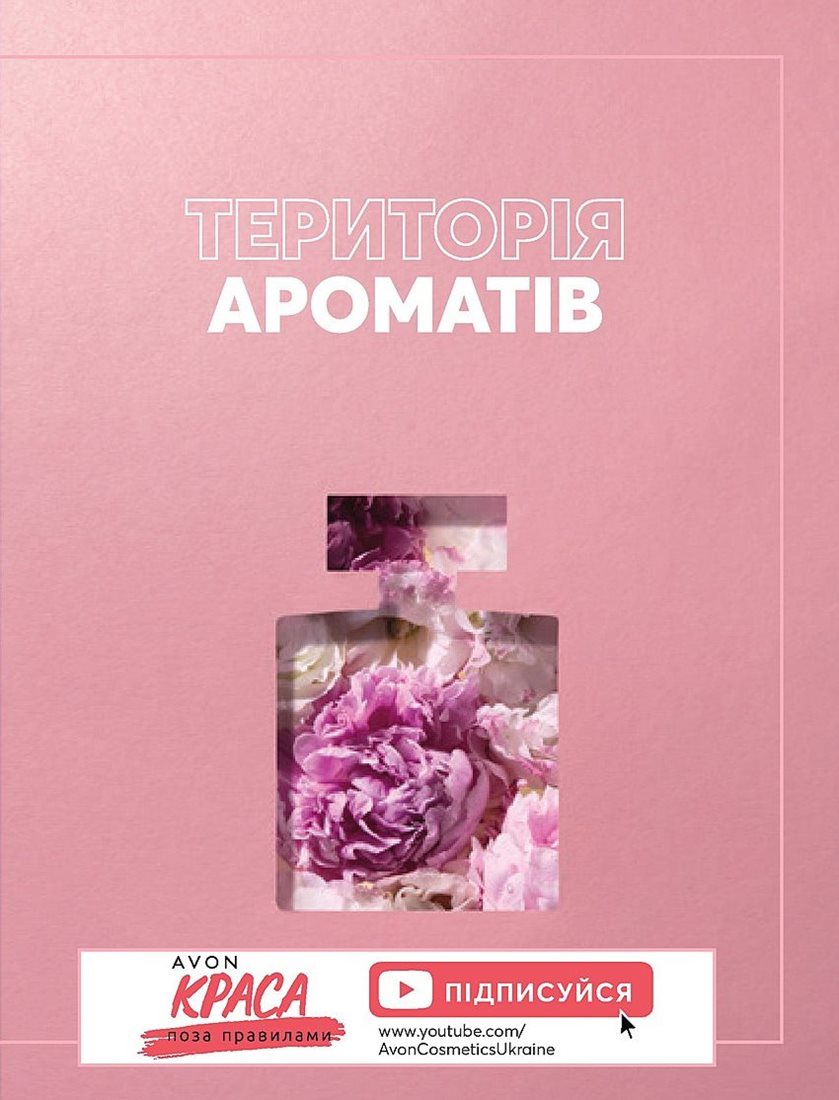 ТЕРИТОРІЯ
АРОМАТІВ
AVON
КРАСА
поза правилами
ПІДПИСУЙСЯ
www.youtube.com/
AvonCosmeticsUkraine